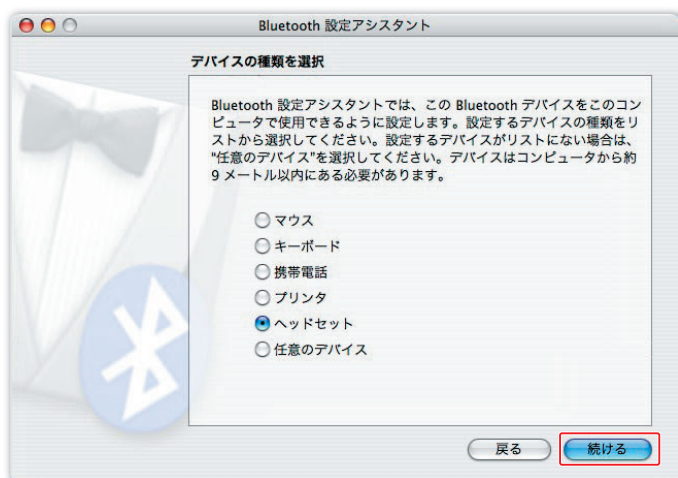 Bluetooth 設定アシスタント
デバイスの種類を選択
Bluetooth 設定アシスタントでは、この Bluetooth デバイスをこのコン
ピュータで使用できるように設定します。設定するデバイスの種類をリ
ストから選択してください。設定するデバイスがリストにない場合は、
“任意のデバイス”を選択してください。デバイスはコンピュータから約
9 メートル以内にある必要があります。
マウス
キーボード
携帯電話
プリンタ
ヘッドセット
任意のデバイス
戻る
続ける